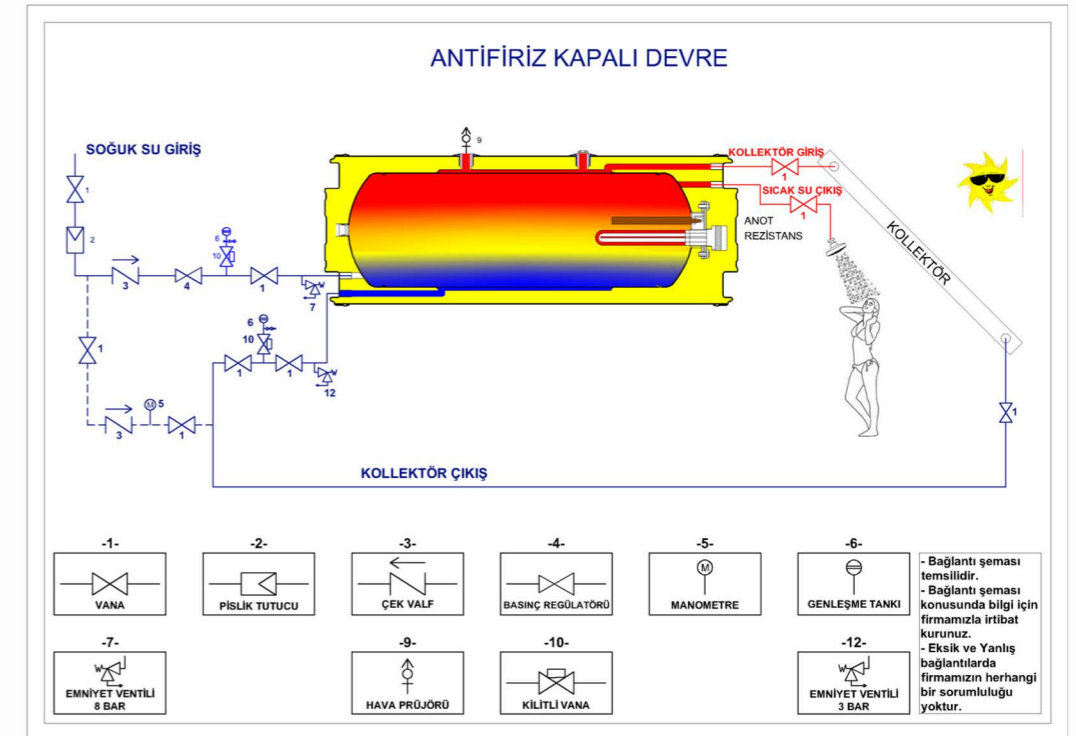 ANTİFİRİZ KAPALI DEVRE
SOĞUK SU GİRİŞ
9
KOLLEKTÖR GİRİŞ
1
SICAK SU ÇIKIŞ
1
1
2
6
10
ANOT
REZİSTANS
KOLLEKTÖR
3
4
1
7
6
10
1
1
1
12
M 5
3
1
1
KOLLEKTÖR ÇIKIŞ
-1-
VANA
-2-
PİSLİK TUTUCU
-3-
ÇEK VALF
-4-
BASINÇ REGÜLATÖRÜ
-5-
M
MANOMETRE
-6-
GENLEŞME TANKI
-7-
W
EMNİYET VENTİLİ
8 BAR
-9-
HAVA PRÜJÖRÜ
-10-
KİLİTLİ VANA
-12-
W
EMNİYET VENTİLİ
3 BAR
- Bağlantı şeması
temsilidir.
- Bağlantı şeması
konusunda bilgi için
firmamızla irtibat
kurunuz.
- Eksik ve Yanlış
bağlantılarda
firmamızın herhangi
bir sorumluluğu
yoktur.